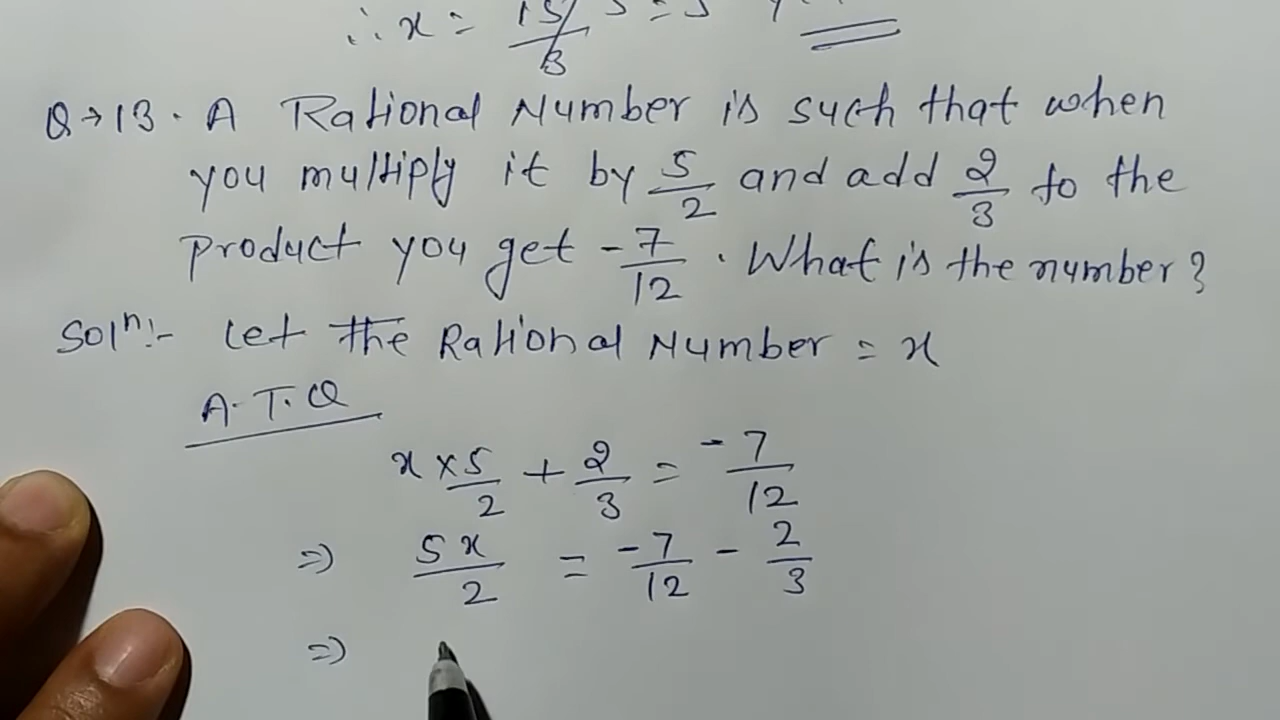 ∴ x = 15/3
Q→13. A Rational Number is such that when
you multiply it by 5/2 and add 2/3 to the
product you get -7/12. What is the number?
Solⁿ:- Let the Rational Number = x
A.T.Q
x × 5/2 + 2/3 = -7/12
=> 5x/2 = -7/12 - 2/3
=>